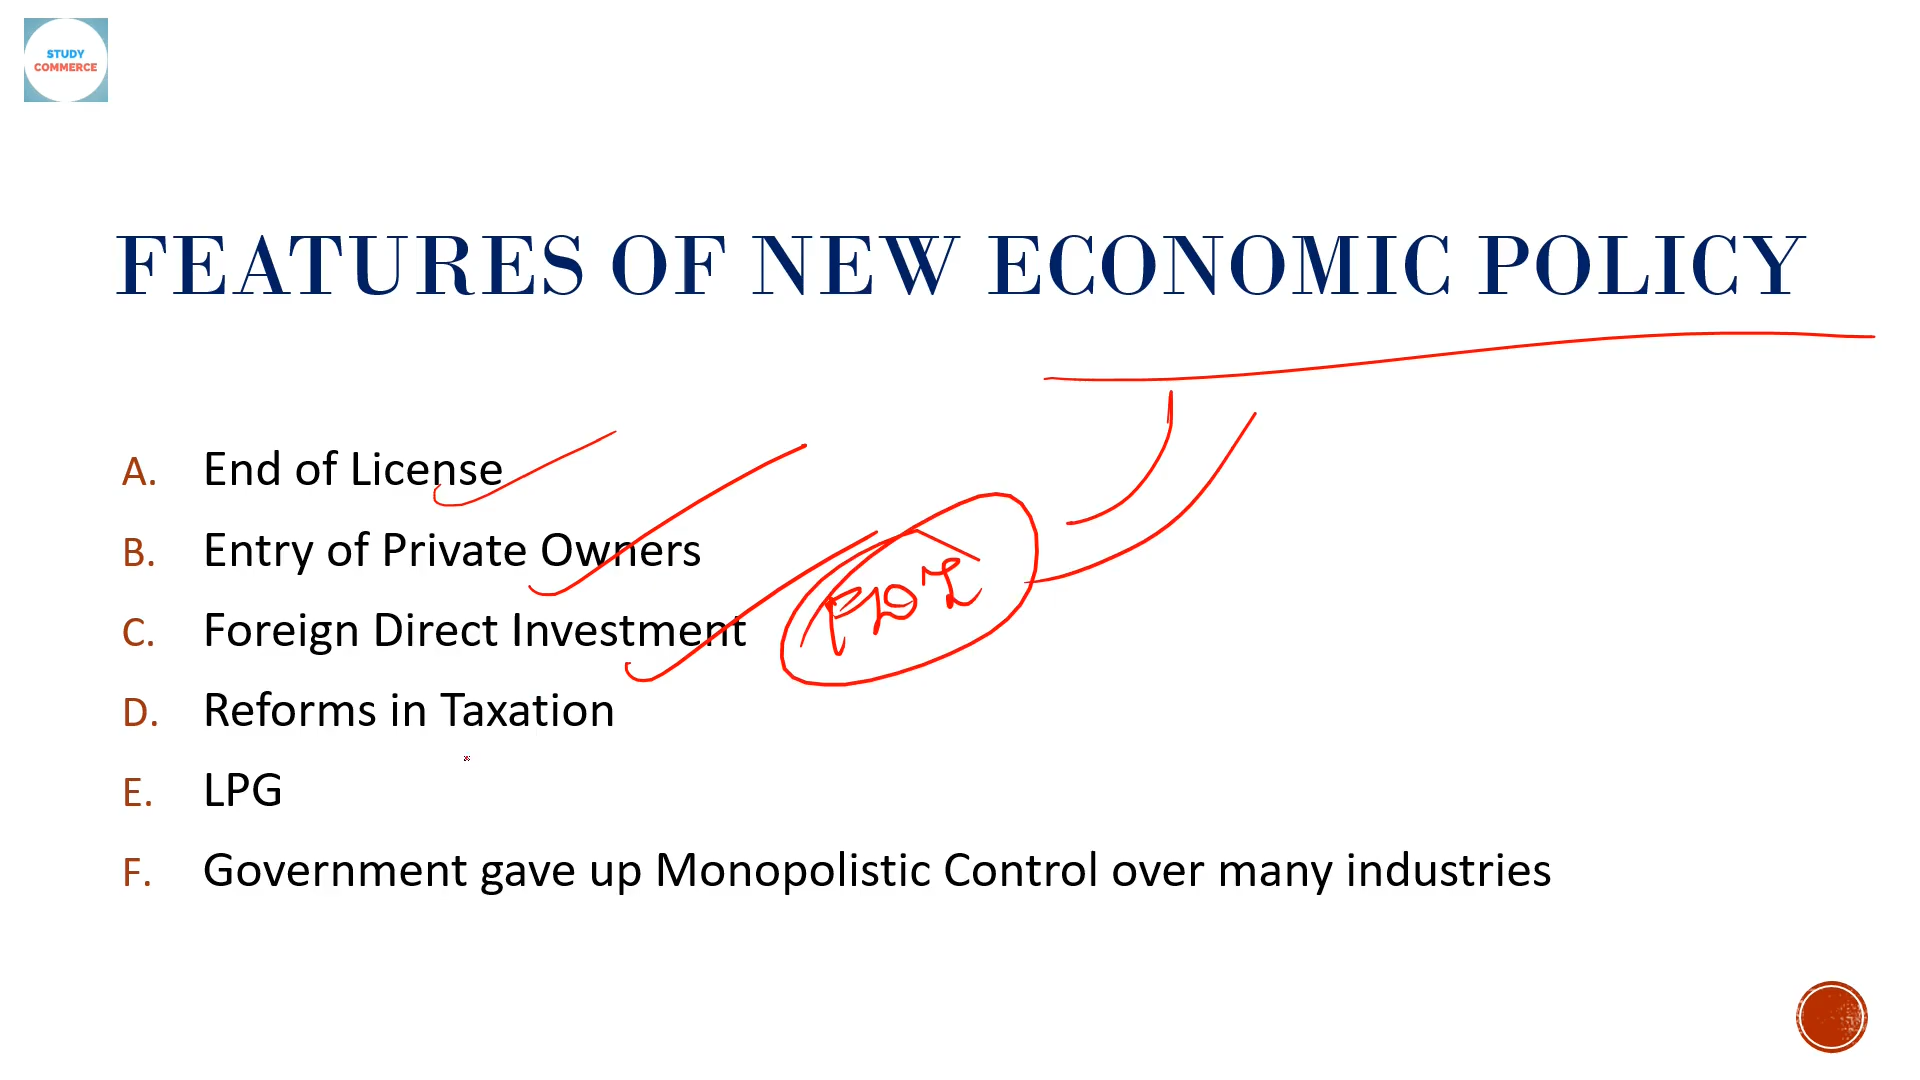 STUDY
COMMERCE
FEATURES OF NEW ECONOMIC POLICY
A. End of License
B. Entry of Private Owners
C. Foreign Direct Investment
FDI
D. Reforms in Taxation
E. LPG
F. Government gave up Monopolistic Control over many industries